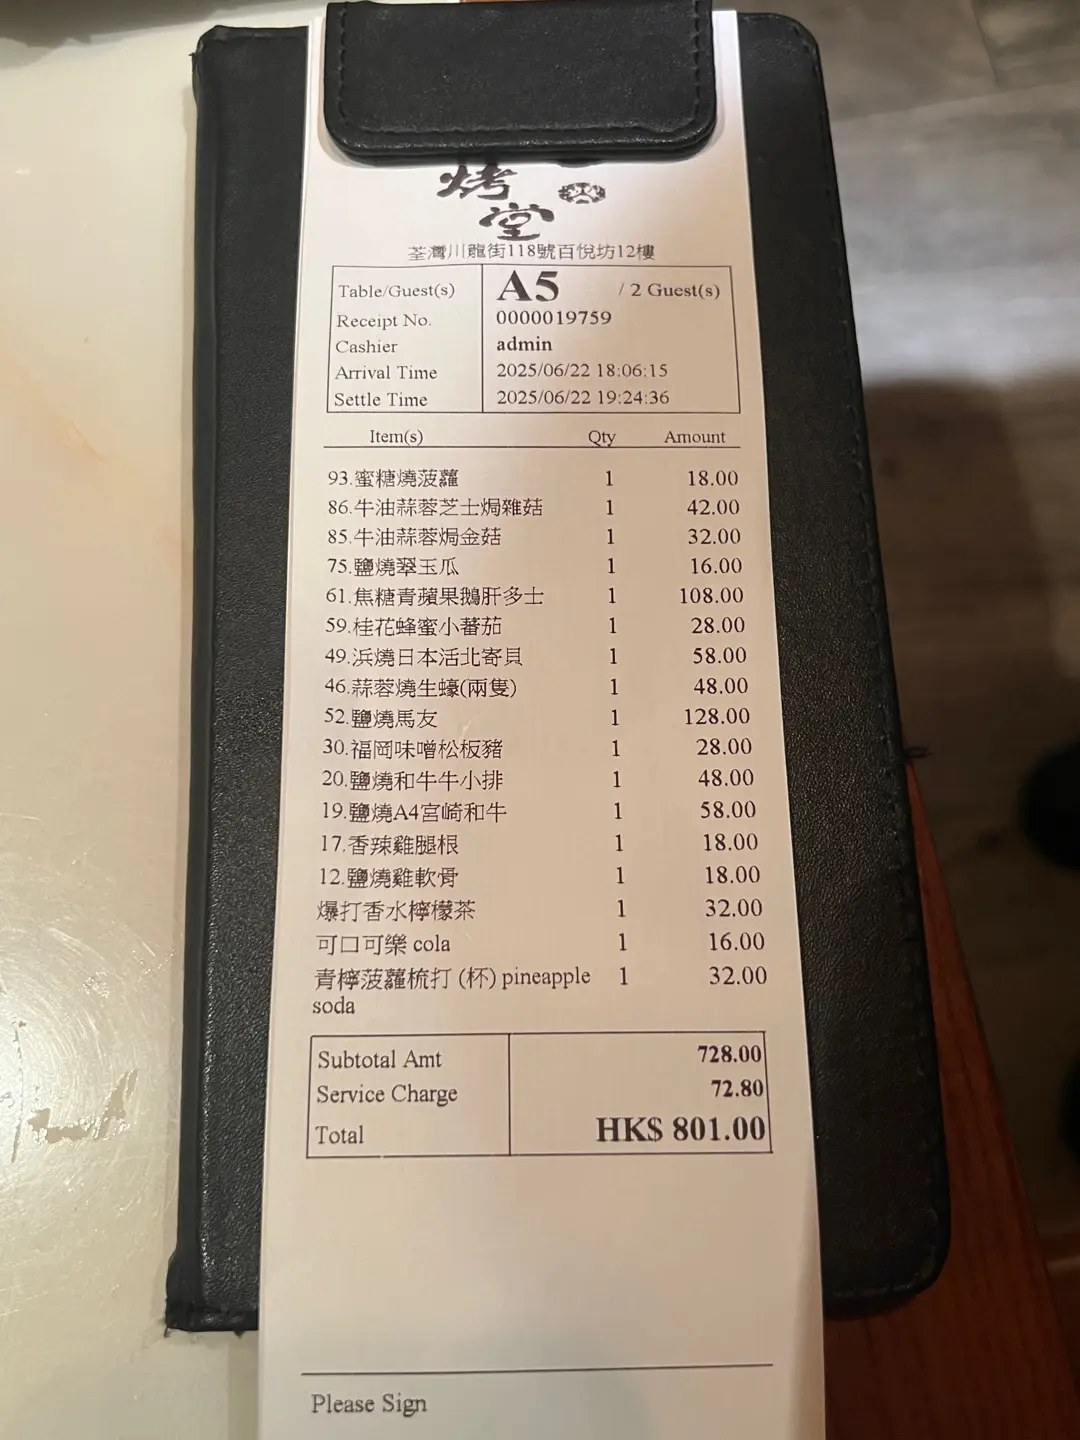 烤
堂
荃灣川龍街118號百悅坊12樓
Table/Guest(s) A5 / 2 Guest(s)
Receipt No. 0000019759
Cashier admin
Arrival Time 2025/06/22 18:06:15
Settle Time 2025/06/22 19:24:36
Item(s) Qty Amount
93.蜜糖燒菠蘿 1 18.00
86.牛油蒜蓉芝士焗雜菇 1 42.00
85.牛油蒜蓉焗金菇 1 32.00
75.鹽燒翠玉瓜 1 16.00
61.焦糖青蘋果鵝肝多士 1 108.00
59.桂花蜂蜜小蕃茄 1 28.00
49.浜燒日本活北寄貝 1 58.00
46.蒜蓉燒生蠔(兩隻) 1 48.00
52.鹽燒馬友 1 128.00
30.福岡味噌松板豬 1 28.00
20.鹽燒和牛牛小排 1 48.00
19.鹽燒A4宮崎和牛 1 58.00
17.香辣雞腿根 1 18.00
12.鹽燒雞軟骨 1 18.00
爆打香水檸檬茶 1 32.00
可口可樂 cola 1 16.00
青檸菠蘿梳打 (杯) pineapple 1 32.00
soda
Subtotal Amt 728.00
Service Charge 72.80
Total HK$ 801.00
Please Sign